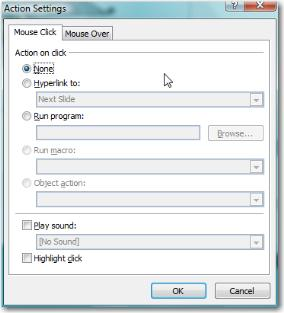 Action Settings
Mouse Click Mouse Over
Action on click
None
Hyperlink to:
Next Slide
Run program:
Browse...
Run macro:
Object action:
Play sound:
[No Sound]
Highlight click
OK Cancel